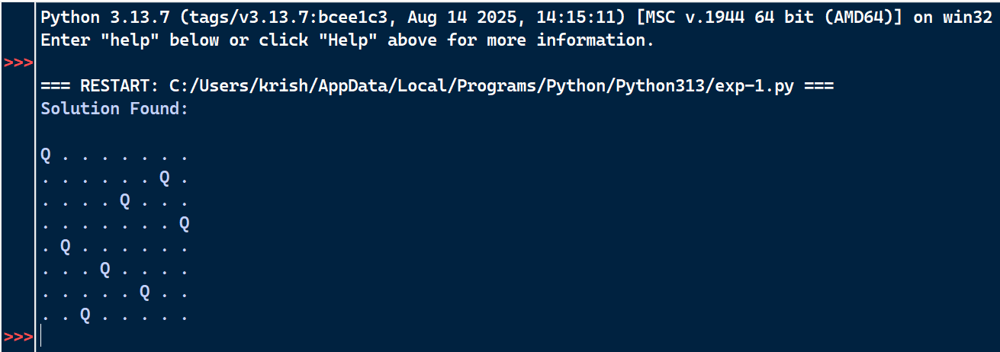 Python 3.13.7 (tags/v3.13.7:bcee1c3, Aug 14 2025, 14:15:11) [MSC v.1944 64 bit (AMD64)] on win32
Enter "help" below or click "Help" above for more information.
>>>
=== RESTART: C:/Users/krish/AppData/Local/Programs/Python/Python313/exp-1.py ===
Solution Found:
Q . . . . . . .
. . . . . . Q .
. . . . Q . . .
. . . . . . . Q
. Q . . . . . .
. . . Q . . . .
. . . . . Q . .
. . Q . . . . .
>>>